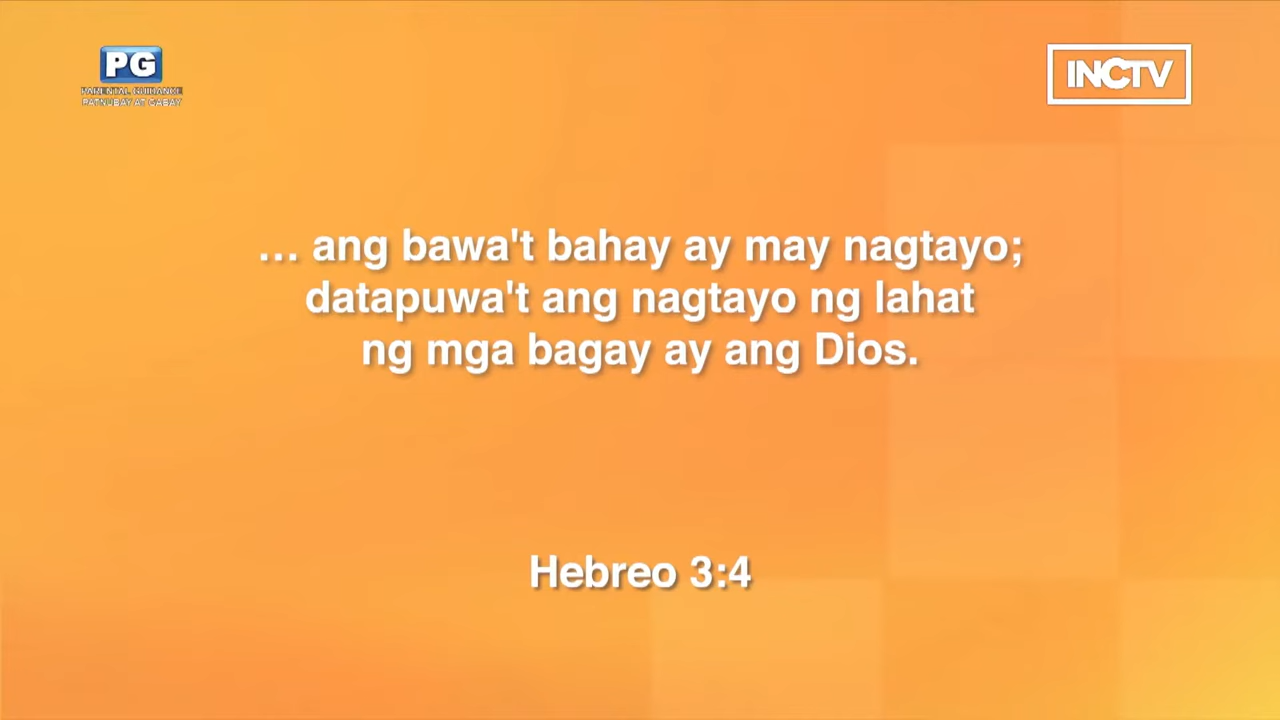 PG
PARENTAL GUIDANCE
PATNUBAY AT GABAY
INCTV
... ang bawa't bahay ay may nagtayo;
datapuwa't ang nagtayo ng lahat
ng mga bagay ay ang Dios.
Hebreo 3:4